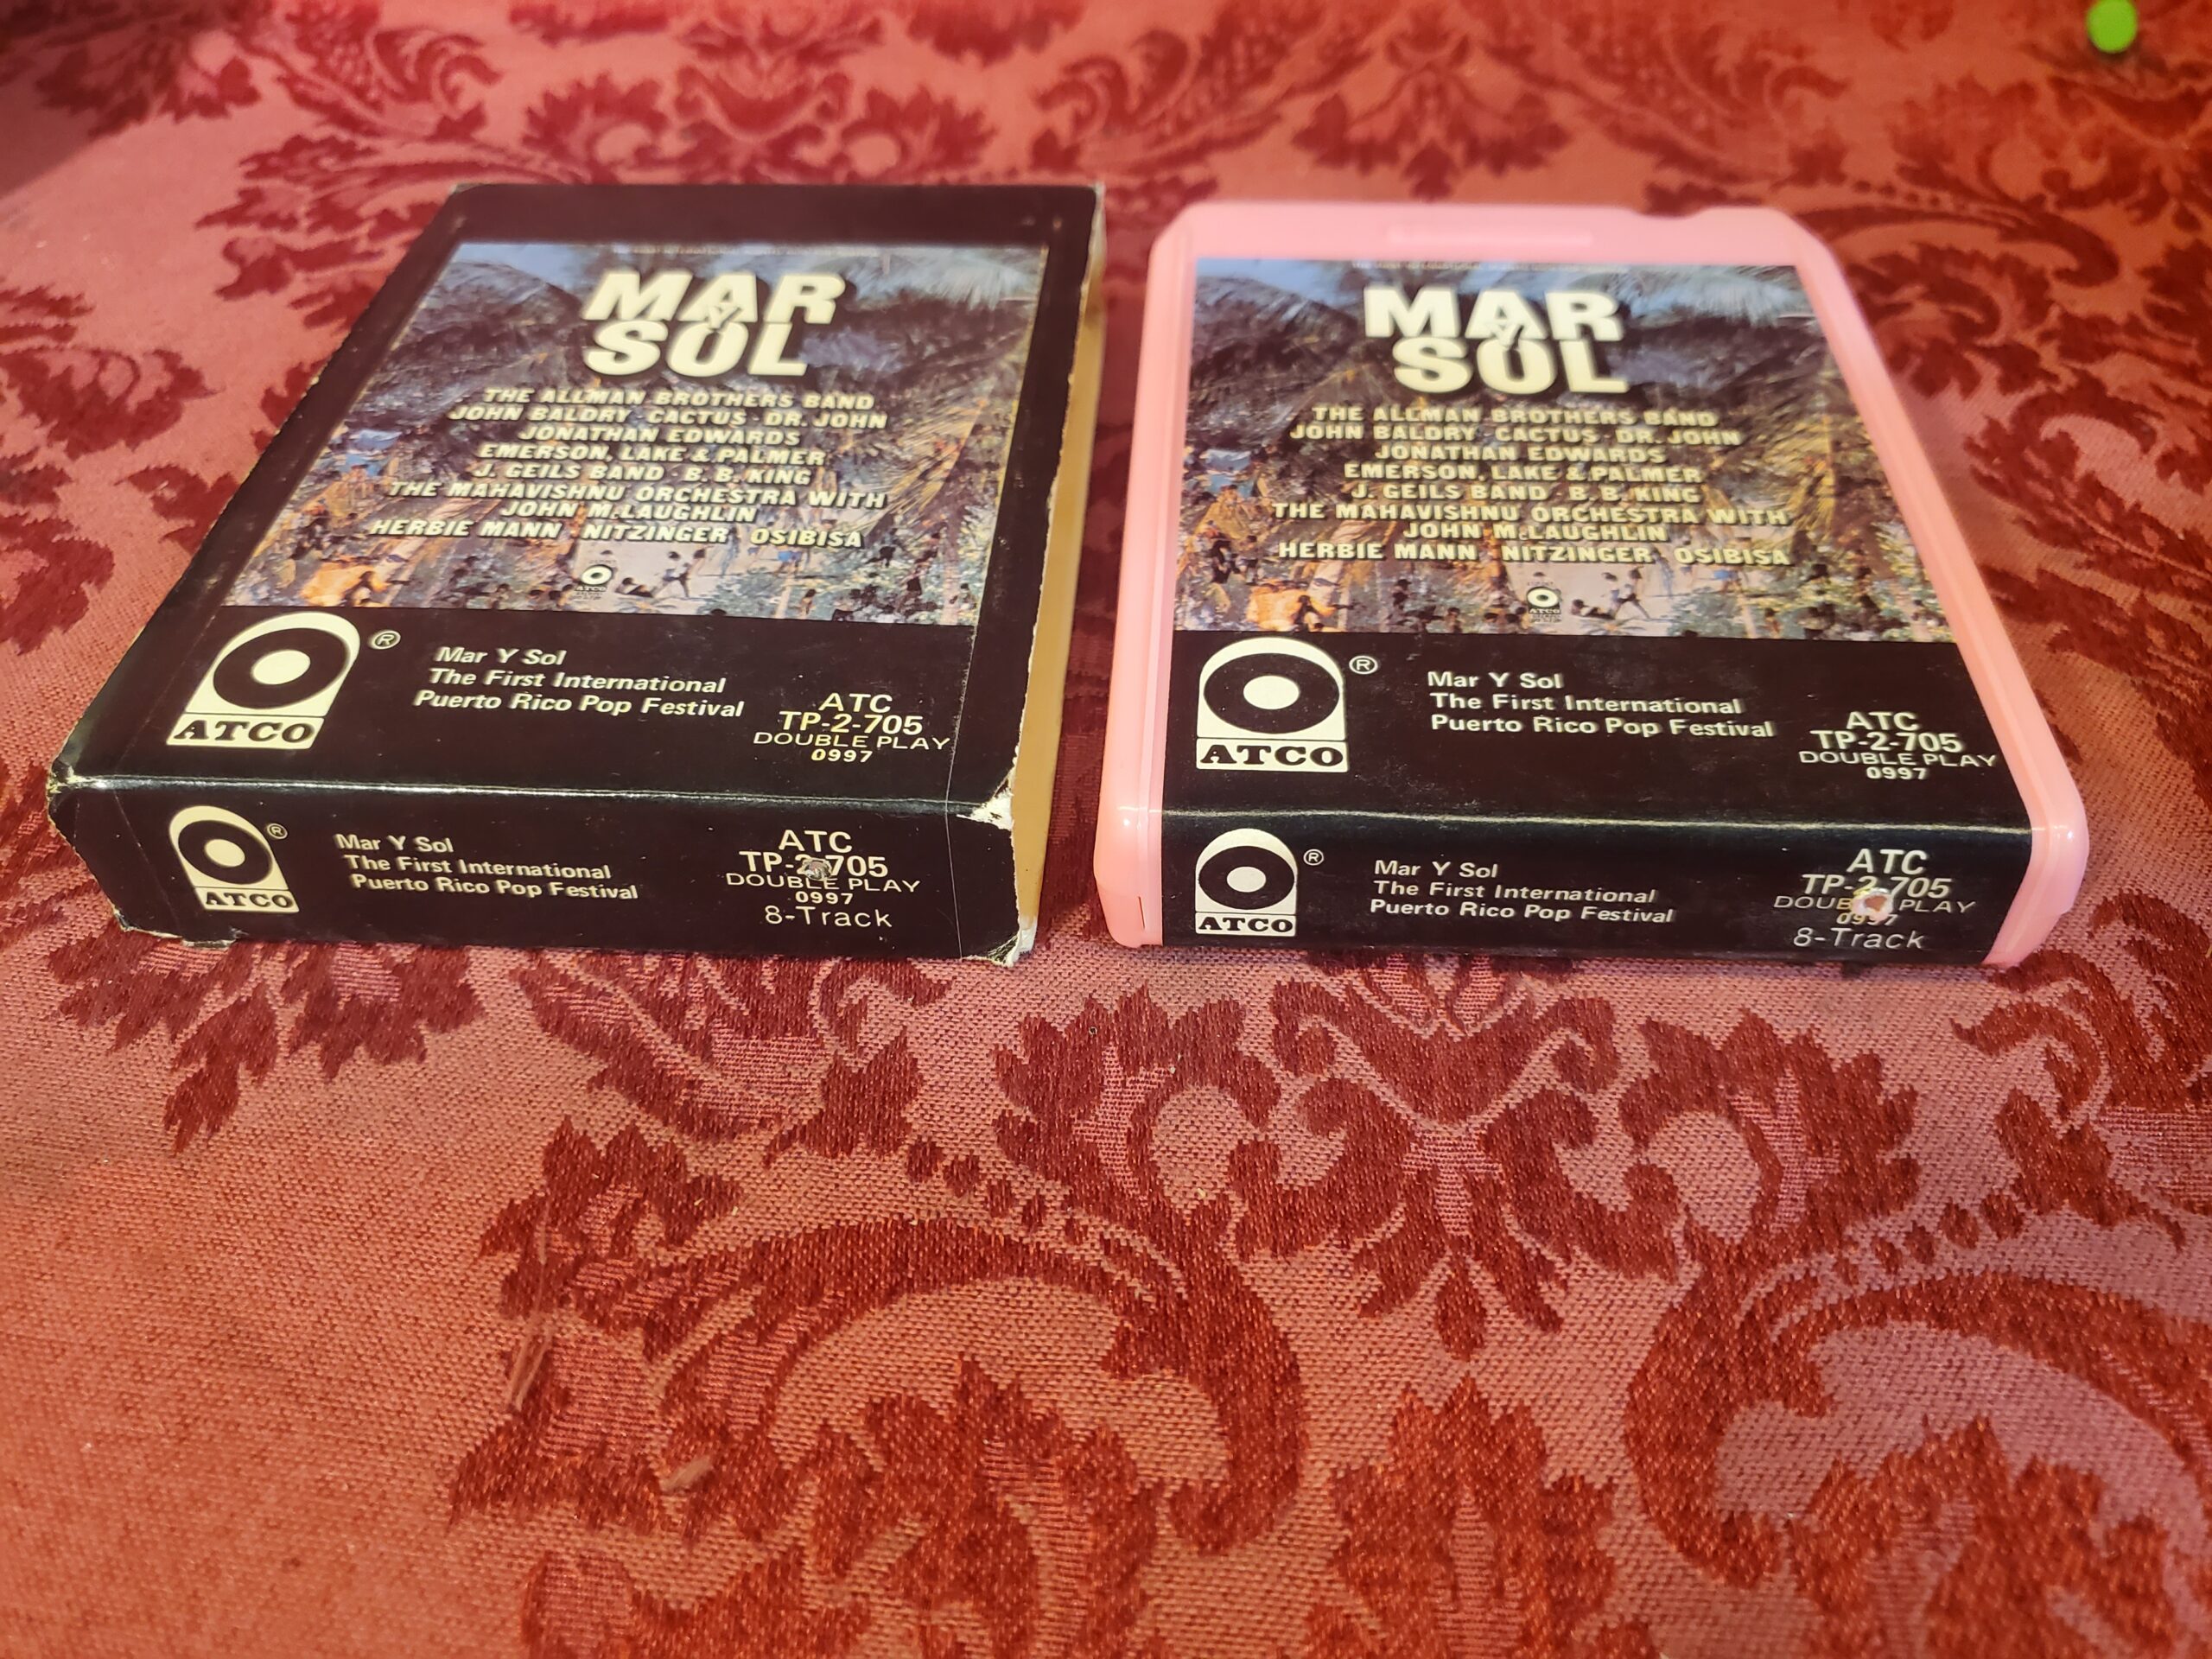 MAR
Y
SOL
THE ALLMAN BROTHERS BAND
JOHN BALDRY · CACTUS · DR. JOHN
JONATHAN EDWARDS
EMERSON, LAKE & PALMER
J. GEILS BAND · B. B. KING
THE MAHAVISHNU ORCHESTRA WITH
JOHN McLAUGHLIN
HERBIE MANN NITZINGER OSIBISA
ATCO
ATCO
®
Mar Y Sol
The First International
Puerto Rico Pop Festival
ATC
TP-2-705
DOUBLE PLAY
0997
ATCO
®
Mar Y Sol
The First International
Puerto Rico Pop Festival
ATC
TP-2-705
DOUBLE PLAY
0997
8-Track
MAR
Y
SOL
THE ALLMAN BROTHERS BAND
JOHN BALDRY · CACTUS · DR. JOHN
JONATHAN EDWARDS
EMERSON, LAKE & PALMER
J. GEILS BAND · B. B. KING
THE MAHAVISHNU ORCHESTRA WITH
JOHN McLAUGHLIN
HERBIE MANN NITZINGER OSIBISA
ATCO
ATCO
®
Mar Y Sol
The First International
Puerto Rico Pop Festival
ATC
TP-2-705
DOUBLE PLAY
0997
ATCO
®
Mar Y Sol
The First International
Puerto Rico Pop Festival
ATC
TP-2-705
DOUBLE PLAY
0997
8-Track